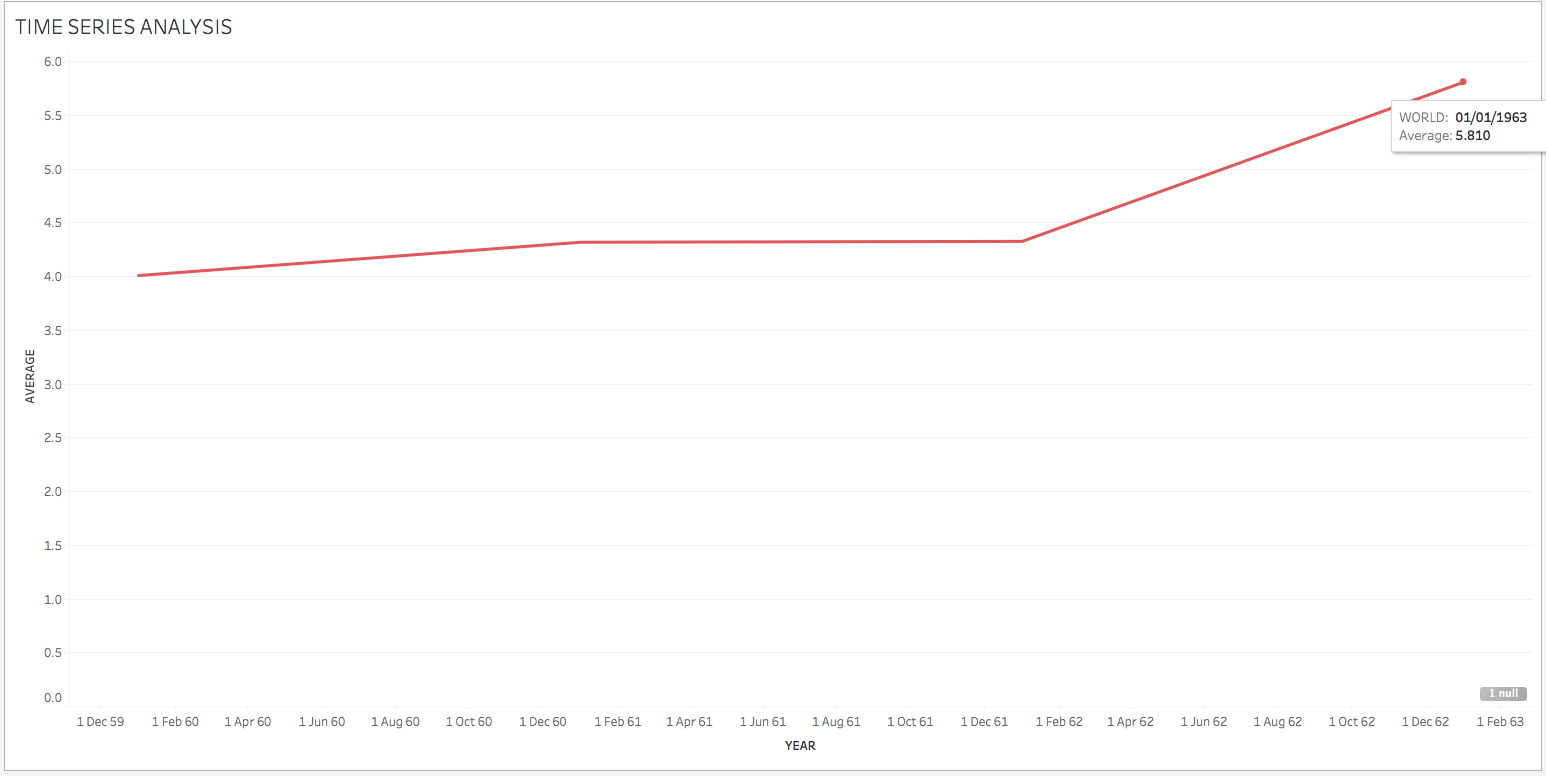 TIME SERIES ANALYSIS
6.0
5.5
WORLD: 01/01/1963
Average: 5.810
5.0
4.5
4.0
3.5
AVERAGE
3.0
2.5
2.0
1.5
1.0
0.5
0.0
1 null
1 Dec 59 1 Feb 60 1 Apr 60 1 Jun 60 1 Aug 60 1 Oct 60 1 Dec 60 1 Feb 61 1 Apr 61 1 Jun 61 1 Aug 61 1 Oct 61 1 Dec 61 1 Feb 62 1 Apr 62 1 Jun 62 1 Aug 62 1 Oct 62 1 Dec 62 1 Feb 63
YEAR